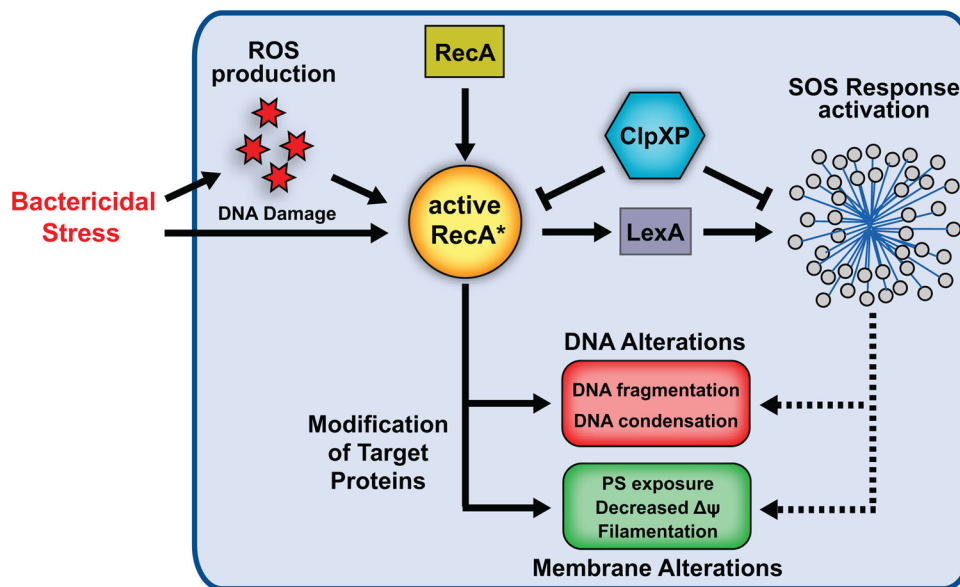 ROS
production
RecA
SOS Response
activation
ClpXP
Bactericidal
Stress
DNA Damage
active
RecA*
LexA
DNA Alterations
DNA fragmentation
DNA condensation
Modification
of Target
Proteins
PS exposure
Decreased Δψ
Filamentation
Membrane Alterations